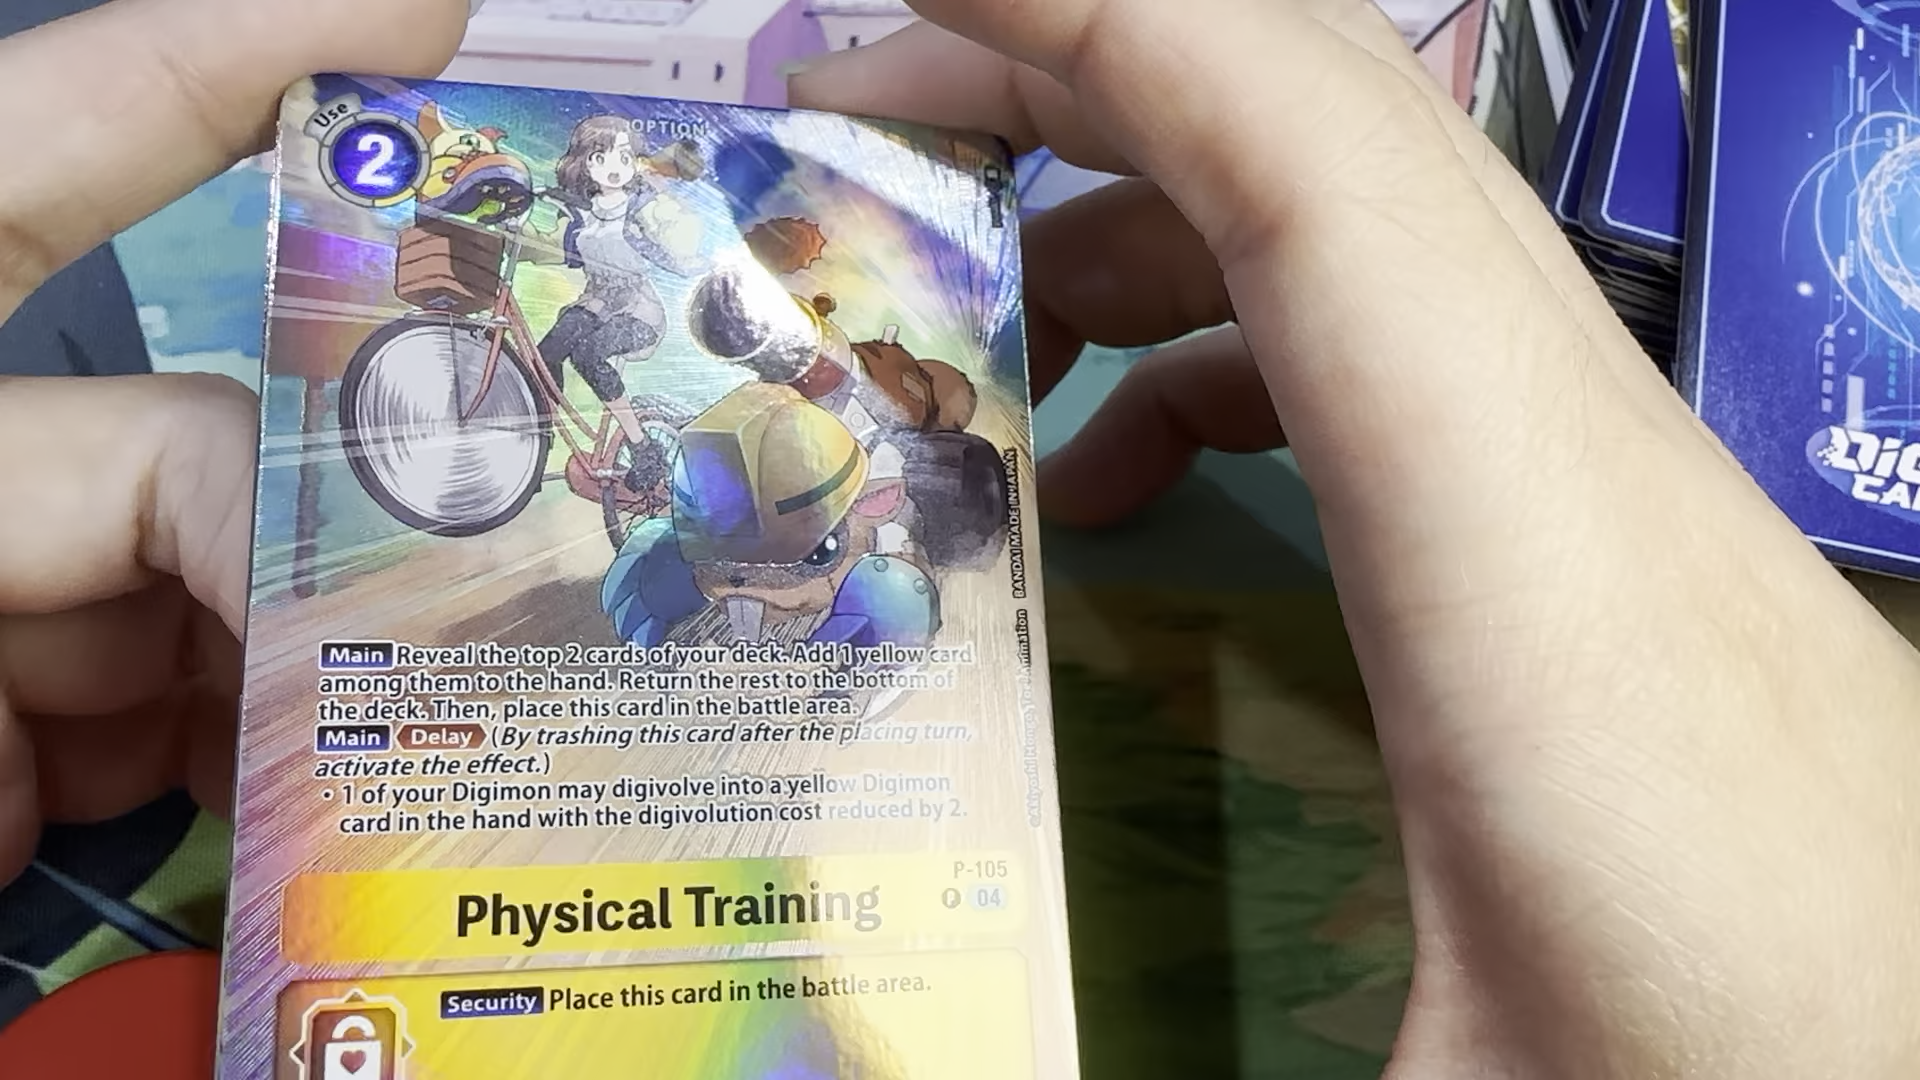 Use
2
OPTION
Main Reveal the top 2 cards of your deck. Add 1 yellow card
among them to the hand. Return the rest to the bottom of
the deck. Then, place this card in the battle area.
Main Delay (By trashing this card after the placing turn,
activate the effect.)
• 1 of your Digimon may digivolve into a yellow Digimon
card in the hand with the digivolution cost reduced by 2.
©Akiyoshi Hongo, Toei Animation BANDAI MADE IN JAPAN
P-105
Physical Training
P 04
Security Place this card in the battle area.